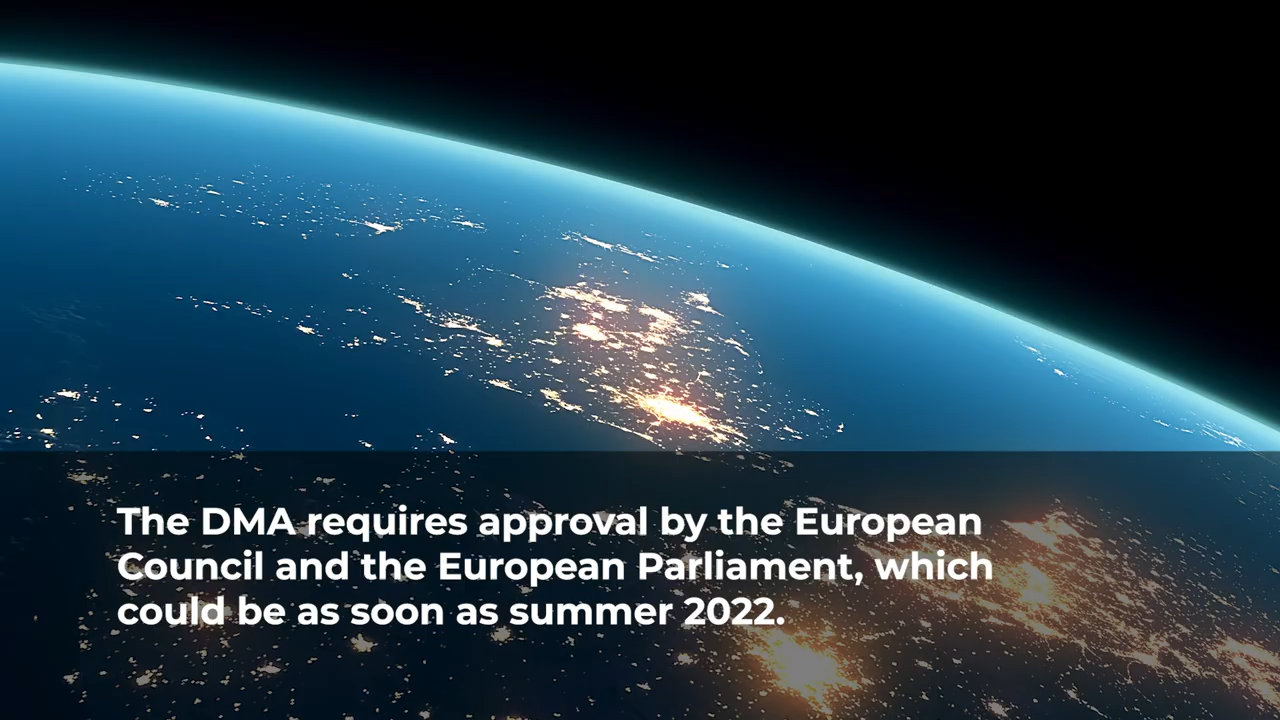 The DMA requires approval by the European
Council and the European Parliament, which
could be as soon as summer 2022.